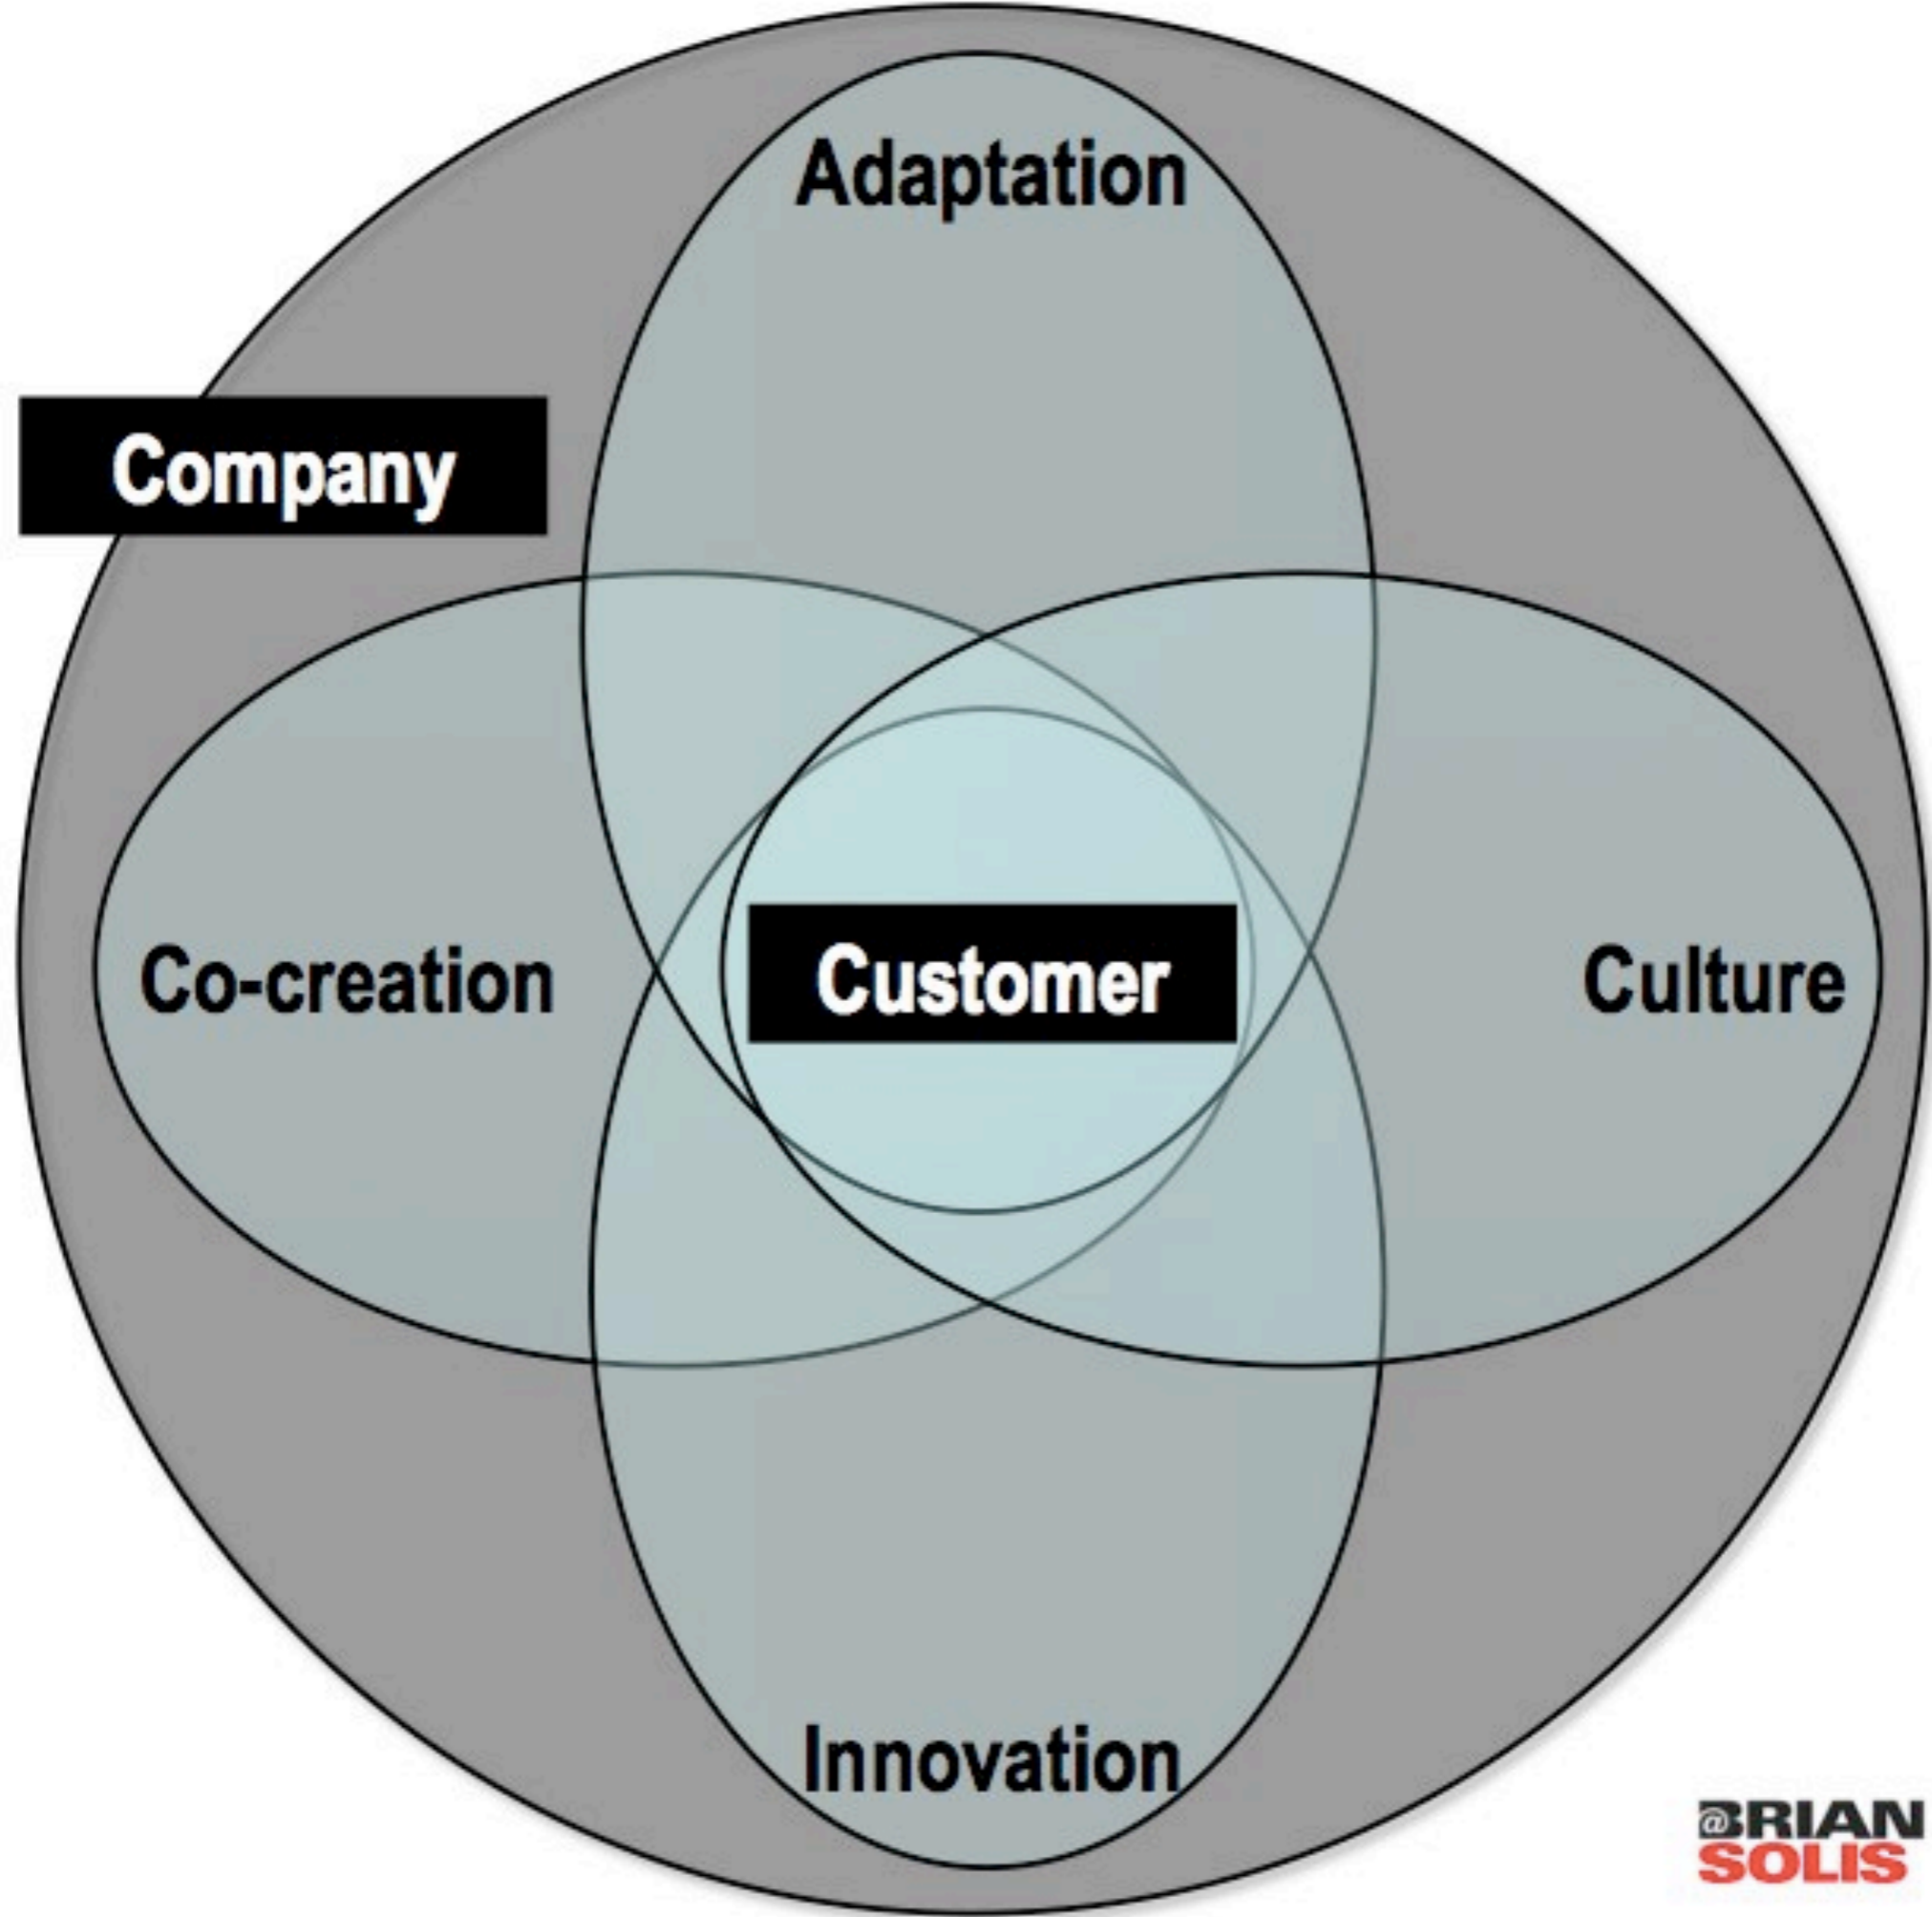 Adaptation
Company
Co-creation
Customer
Culture
Innovation
@BRIAN
SOLIS